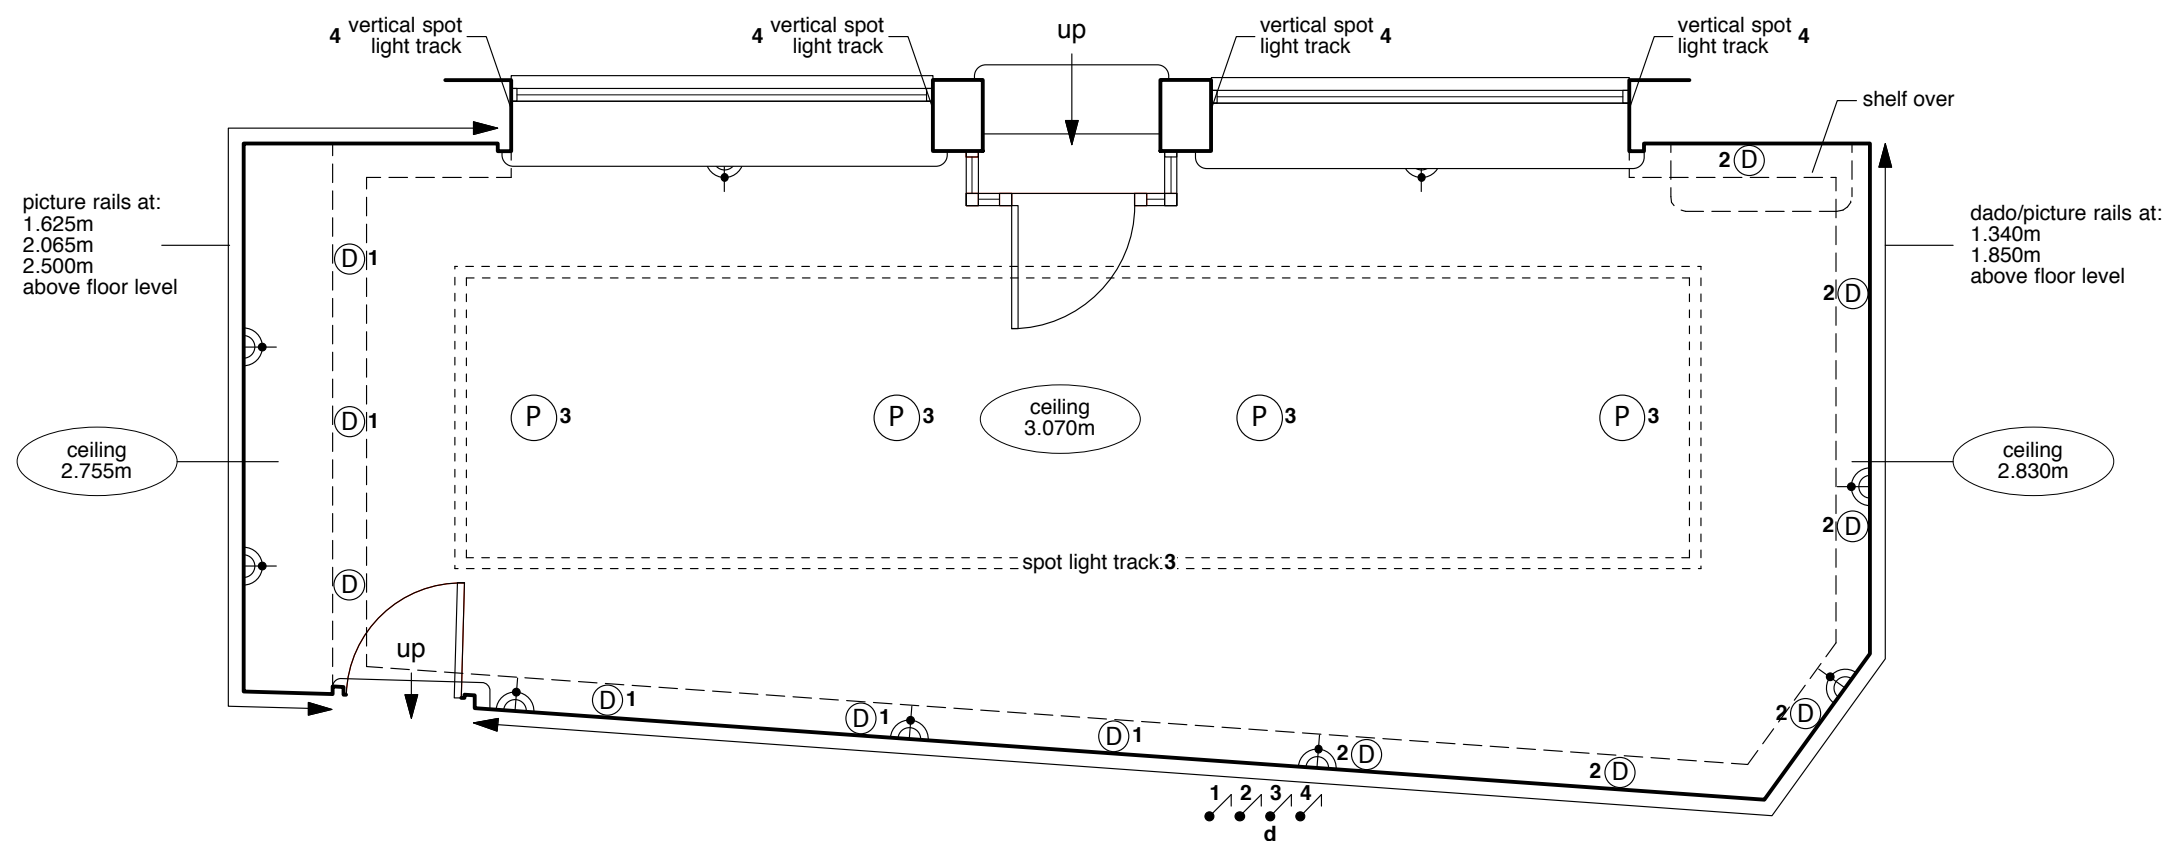 4 vertical spot
light track
4 vertical spot
light track
up
vertical spot 4
light track
vertical spot 4
light track
shelf over
2 D
picture rails at:
1.625m
2.065m
2.500m
above floor level
dado/picture rails at:
1.340m
1.850m
above floor level
D 1
2 D
D 1
P 3
P 3
ceiling
3.070m
P 3
P 3
ceiling
2.755m
ceiling
2.830m
2 D
spot light track 3
D
up
D 1
D 1
D 1
2 D
2 D
2 D
1 2 3 4
d